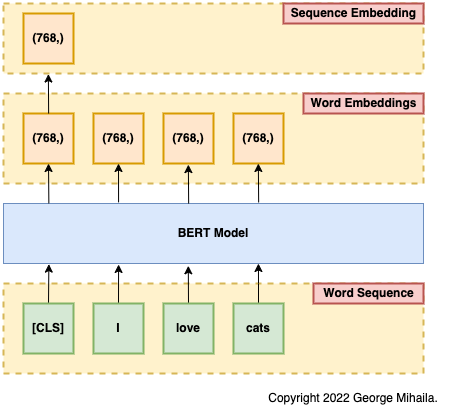 Sequence Embedding
(768,)
Word Embeddings
(768,) (768,) (768,) (768,)
BERT Model
Word Sequence
[CLS] I love cats
Copyright 2022 George Mihaila.